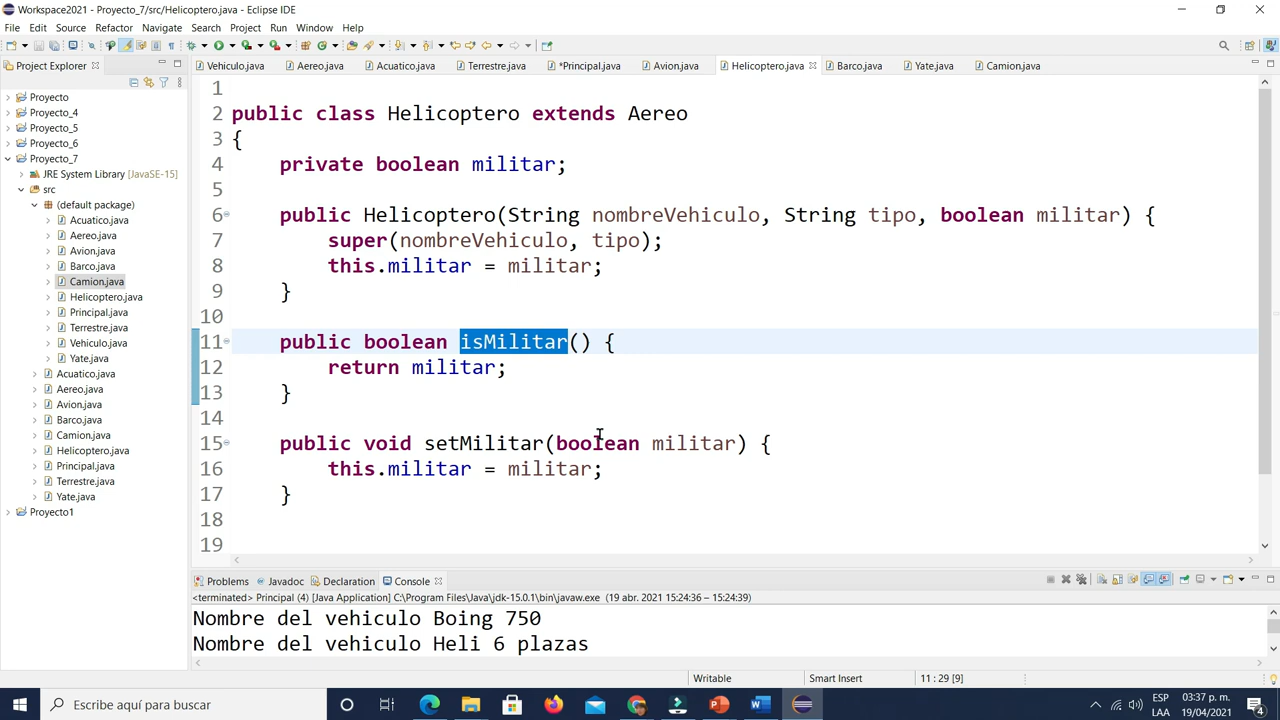 Workspace2021 - Proyecto_7/src/Helicoptero.java - Eclipse IDE
File Edit Source Refactor Navigate Search Project Run Window Help
Project Explorer
Vehiculo.java Aereo.java Acuatico.java Terrestre.java *Principal.java Avion.java Helicoptero.java Barco.java Yate.java Camion.java
Proyecto
Proyecto_4
Proyecto_5
Proyecto_6
Proyecto_7
JRE System Library [JavaSE-15]
src
(default package)
Acuatico.java
Aereo.java
Avion.java
Barco.java
Camion.java
Helicoptero.java
Principal.java
Terrestre.java
Vehiculo.java
Yate.java
Acuatico.java
Aereo.java
Avion.java
Barco.java
Camion.java
Helicoptero.java
Principal.java
Terrestre.java
Yate.java
Proyecto1
1
2 public class Helicoptero extends Aereo
3 {
4 private boolean militar;
5
6 public Helicoptero(String nombreVehiculo, String tipo, boolean militar) {
7 super(nombreVehiculo, tipo);
8 this.militar = militar;
9 }
10
11 public boolean isMilitar() {
12 return militar;
13 }
14
15 public void setMilitar(boolean militar) {
16 this.militar = militar;
17 }
18
19
Problems Javadoc Declaration Console
<terminated> Principal (4) [Java Application] C:\Program Files\Java\jdk-15.0.1\bin\javaw.exe (19 abr. 2021 15:24:36 – 15:24:39)
Nombre del vehiculo Boing 750
Nombre del vehiculo Heli 6 plazas
Writable Smart Insert 11 : 29 [9]
Escribe aquí para buscar
ESP
LAA
03:37 p. m.
19/04/2021
4